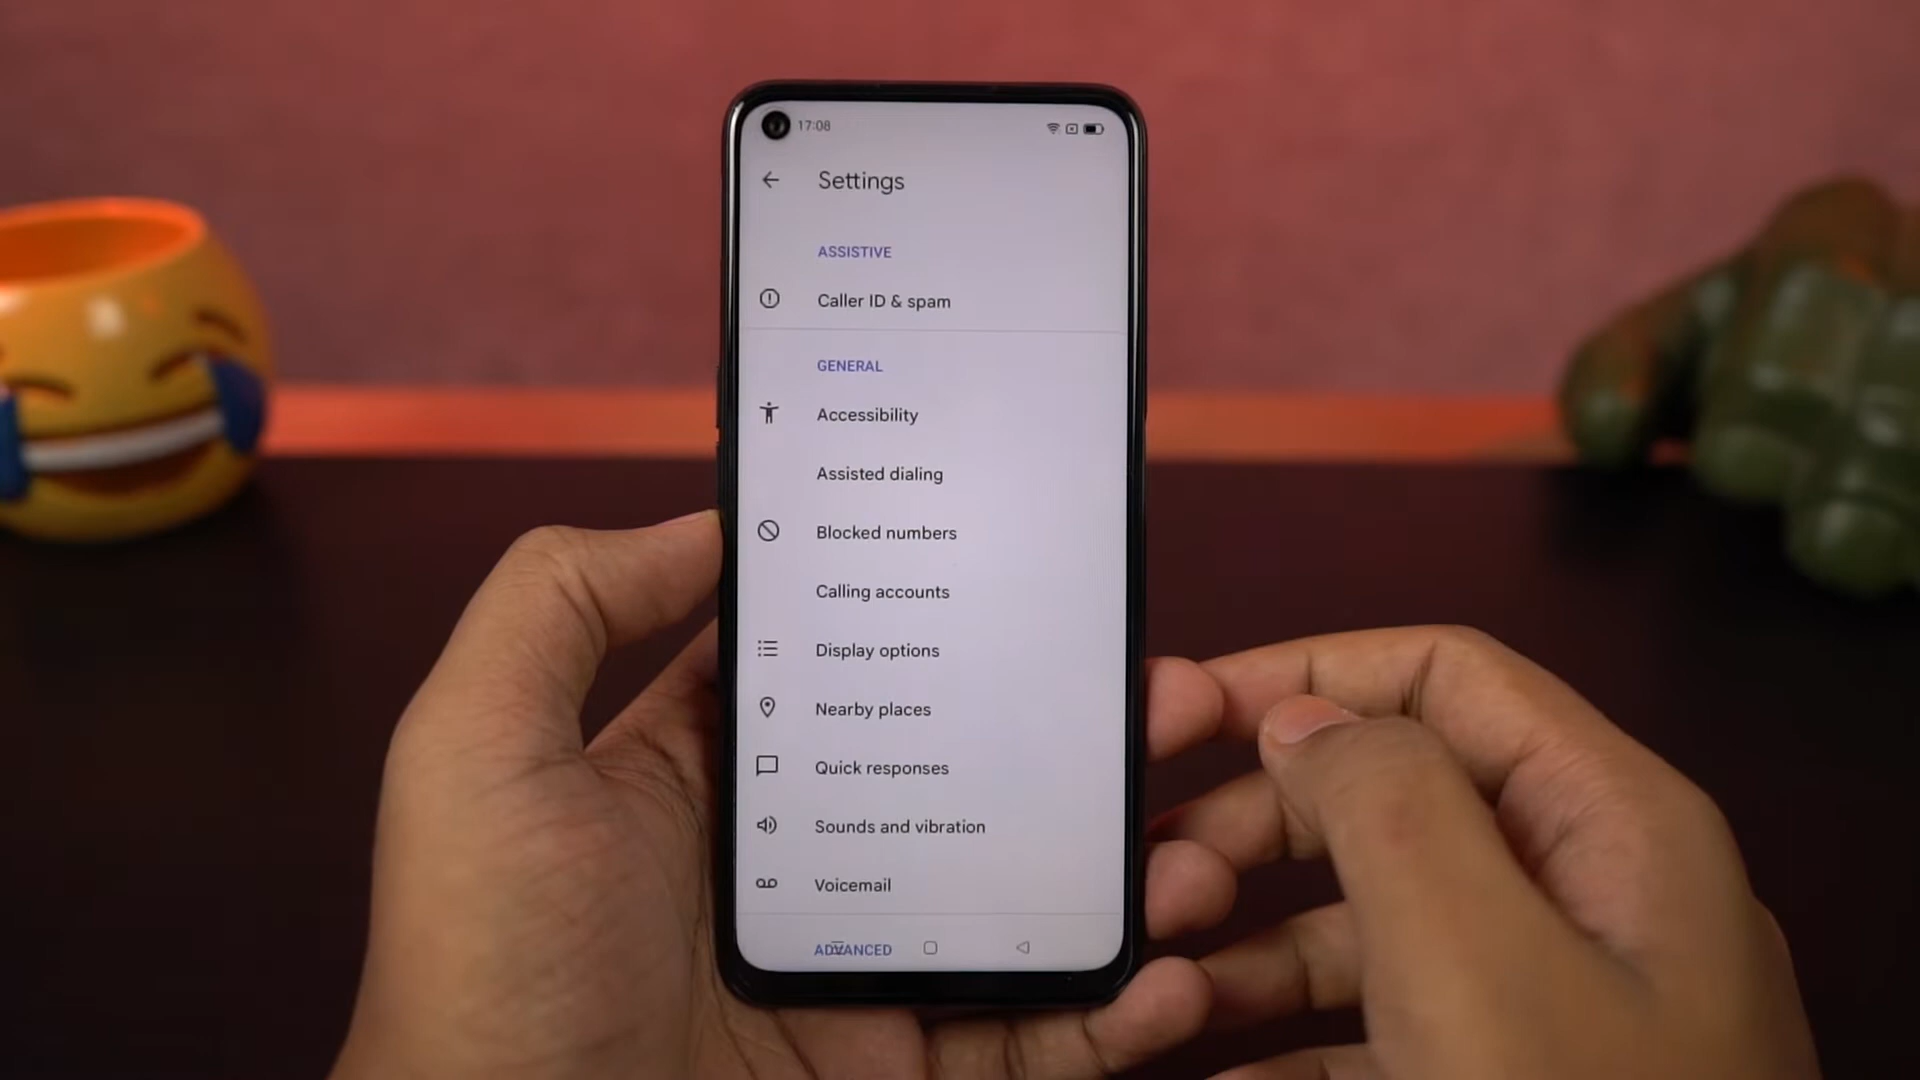 17:08
Settings
ASSISTIVE
Caller ID & spam
GENERAL
Accessibility
Assisted dialing
Blocked numbers
Calling accounts
Display options
Nearby places
Quick responses
Sounds and vibration
Voicemail
ADVANCED